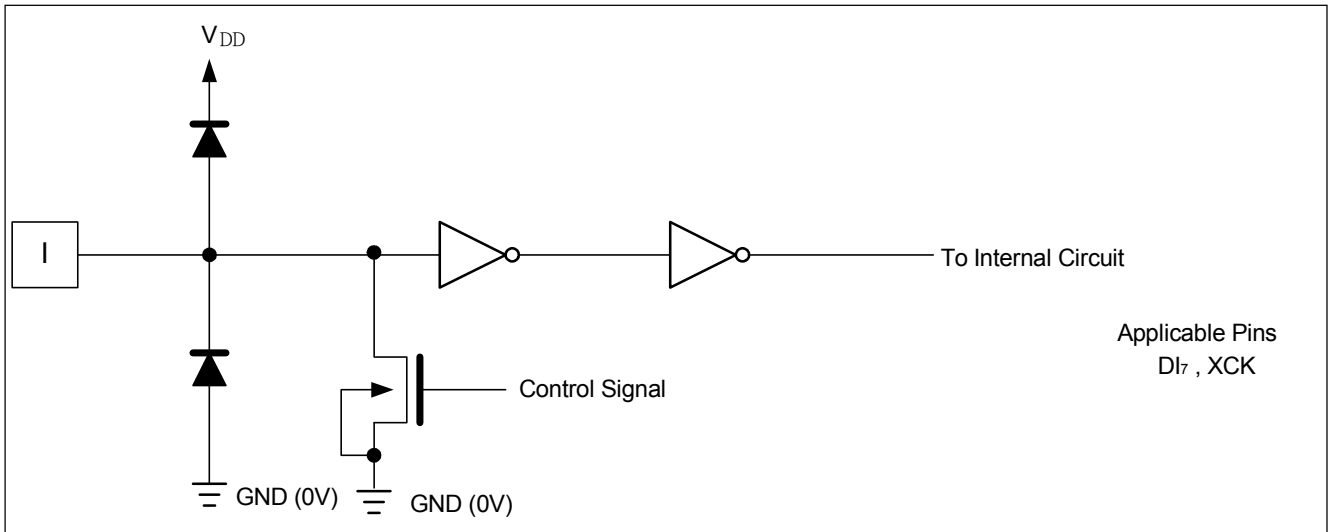 VDD
I
To Internal Circuit
Applicable Pins
DI7 , XCK
Control Signal
GND (0V)
GND (0V)